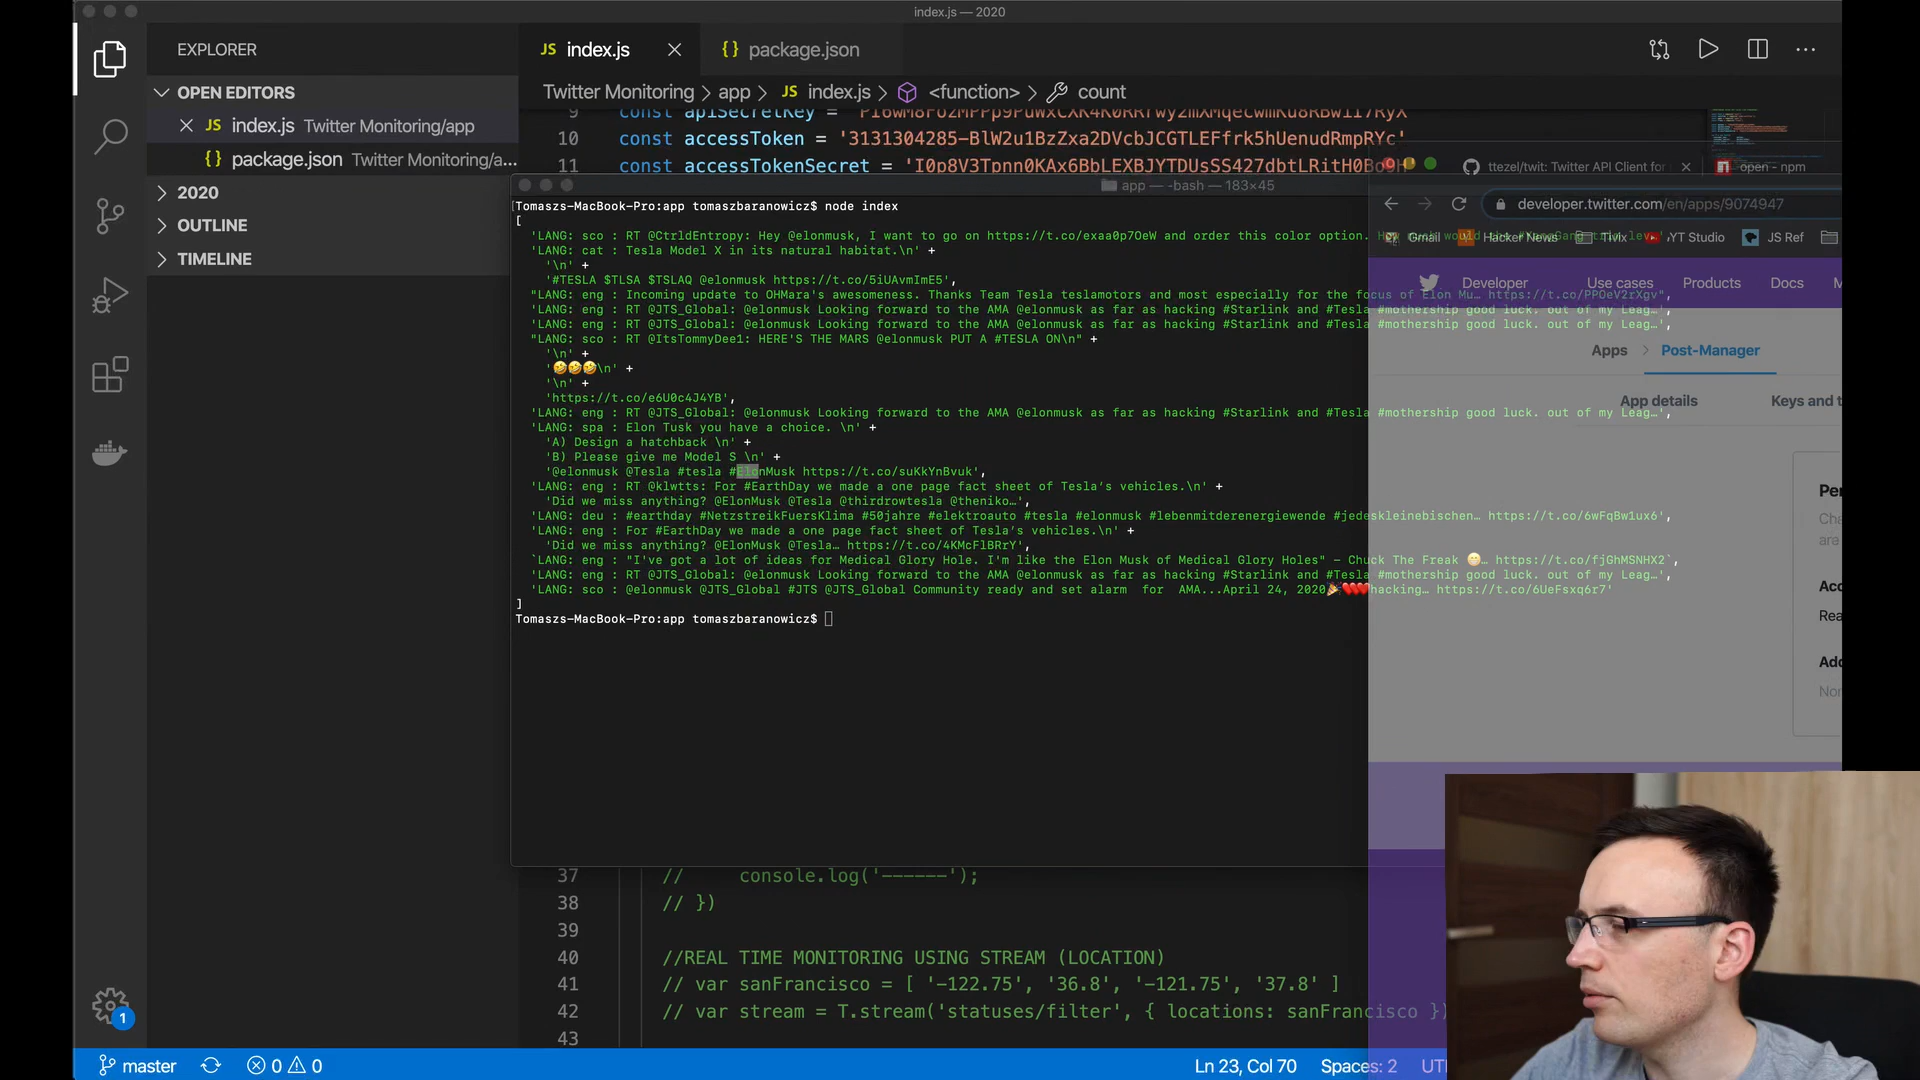 index.js — 2020
EXPLORER
JS index.js
{} package.json
OPEN EDITORS
Twitter Monitoring > app > JS index.js > <function> > count
JS index.js Twitter Monitoring/app
{} package.json Twitter Monitoring/a...
2020
OUTLINE
TIMELINE
9 const apiSecretKey =
10 const accessToken =
11 const accessTokenSecret =
ttezel/twit: Twitter API Client for
open - npm
app — -bash — 183×45
developer.twitter.com/en/apps/9074947
Gmail Hacker News Tivix YT Studio JS Ref
Developer Use cases Products Docs M
Apps > Post-Manager
App details Keys and t
Tomaszs-MacBook-Pro:app tomaszbaranowicz$ node index
[
'LANG: sco : RT @CtrldEntropy: Hey @elonmusk, I want to go on https://t.co/exaa0p7OeW and order this color option.
'LANG: cat : Tesla Model X in its natural habitat.\n' +
'\n' +
'#TESLA $TLSA $TSLAQ @elonmusk https://t.co/5iUAvmImE5',
"LANG: eng : Incoming update to OHMara's awesomeness. Thanks Team Tesla teslamotors and most especially for the focus of Elon Mu… https://t.co/PPOeV2rXgv",
'LANG: eng : RT @JTS_Global: @elonmusk Looking forward to the AMA @elonmusk as far as hacking #Starlink and #Tesla #mothership good luck. out of my Leag…',
'LANG: eng : RT @JTS_Global: @elonmusk Looking forward to the AMA @elonmusk as far as hacking #Starlink and #Tesla #mothership good luck. out of my Leag…',
"LANG: sco : RT @ItsTommyDee1: HERE'S THE MARS @elonmusk PUT A #TESLA ON\n" +
'\n' +
'🤣🤣🤣\n' +
'\n' +
'https://t.co/e6U0c4J4YB',
'LANG: eng : RT @JTS_Global: @elonmusk Looking forward to the AMA @elonmusk as far as hacking #Starlink and #Tesla #mothership good luck. out of my Leag…',
'LANG: spa : Elon Tusk you have a choice. \n' +
'A) Design a hatchback \n' +
'B) Please give me Model S \n' +
'@elonmusk @Tesla #tesla #ElonMusk https://t.co/suKkYnBvuk',
'LANG: eng : RT @klwtts: For #EarthDay we made a one page fact sheet of Tesla's vehicles.\n' +
'Did we miss anything? @ElonMusk @Tesla @thirdrowtesla @theniko…',
'LANG: deu : #earthday #NetzstreikFuersKlima #50jahre #elektroauto #tesla #elonmusk #lebenmitderenergiewende #jedeskleinebischen… https://t.co/6wFqBw1ux6',
'LANG: eng : For #EarthDay we made a one page fact sheet of Tesla's vehicles.\n' +
'Did we miss anything? @ElonMusk @Tesla… https://t.co/4KMcFlBRrY',
`LANG: eng : "I've got a lot of ideas for Medical Glory Hole. I'm like the Elon Musk of Medical Glory Holes" – Chuck The Freak 😁… https://t.co/fjGhMSNHX2`,
'LANG: eng : RT @JTS_Global: @elonmusk Looking forward to the AMA @elonmusk as far as hacking #Starlink and #Tesla #mothership good luck. out of my Leag…',
'LANG: sco : @elonmusk @JTS_Global #JTS @JTS_Global Community ready and set alarm  for  AMA...April 24, 2020🎉❤️❤️❤️hacking… https://t.co/6UeFsxq6r7'
]
Tomaszs-MacBook-Pro:app tomaszbaranowicz$
Per
Cha
ara
Acc
Rea
Add
Non
37 //     console.log('------');
38 // })
39
40 //REAL TIME MONITORING USING STREAM (LOCATION)
41 // var sanFrancisco = [ '-122.75', '36.8', '-121.75', '37.8' ]
42 // var stream = T.stream('statuses/filter', { locations: sanFrancisco })
43
1
master 0 0 Ln 23, Col 70 Spaces: 2 UT